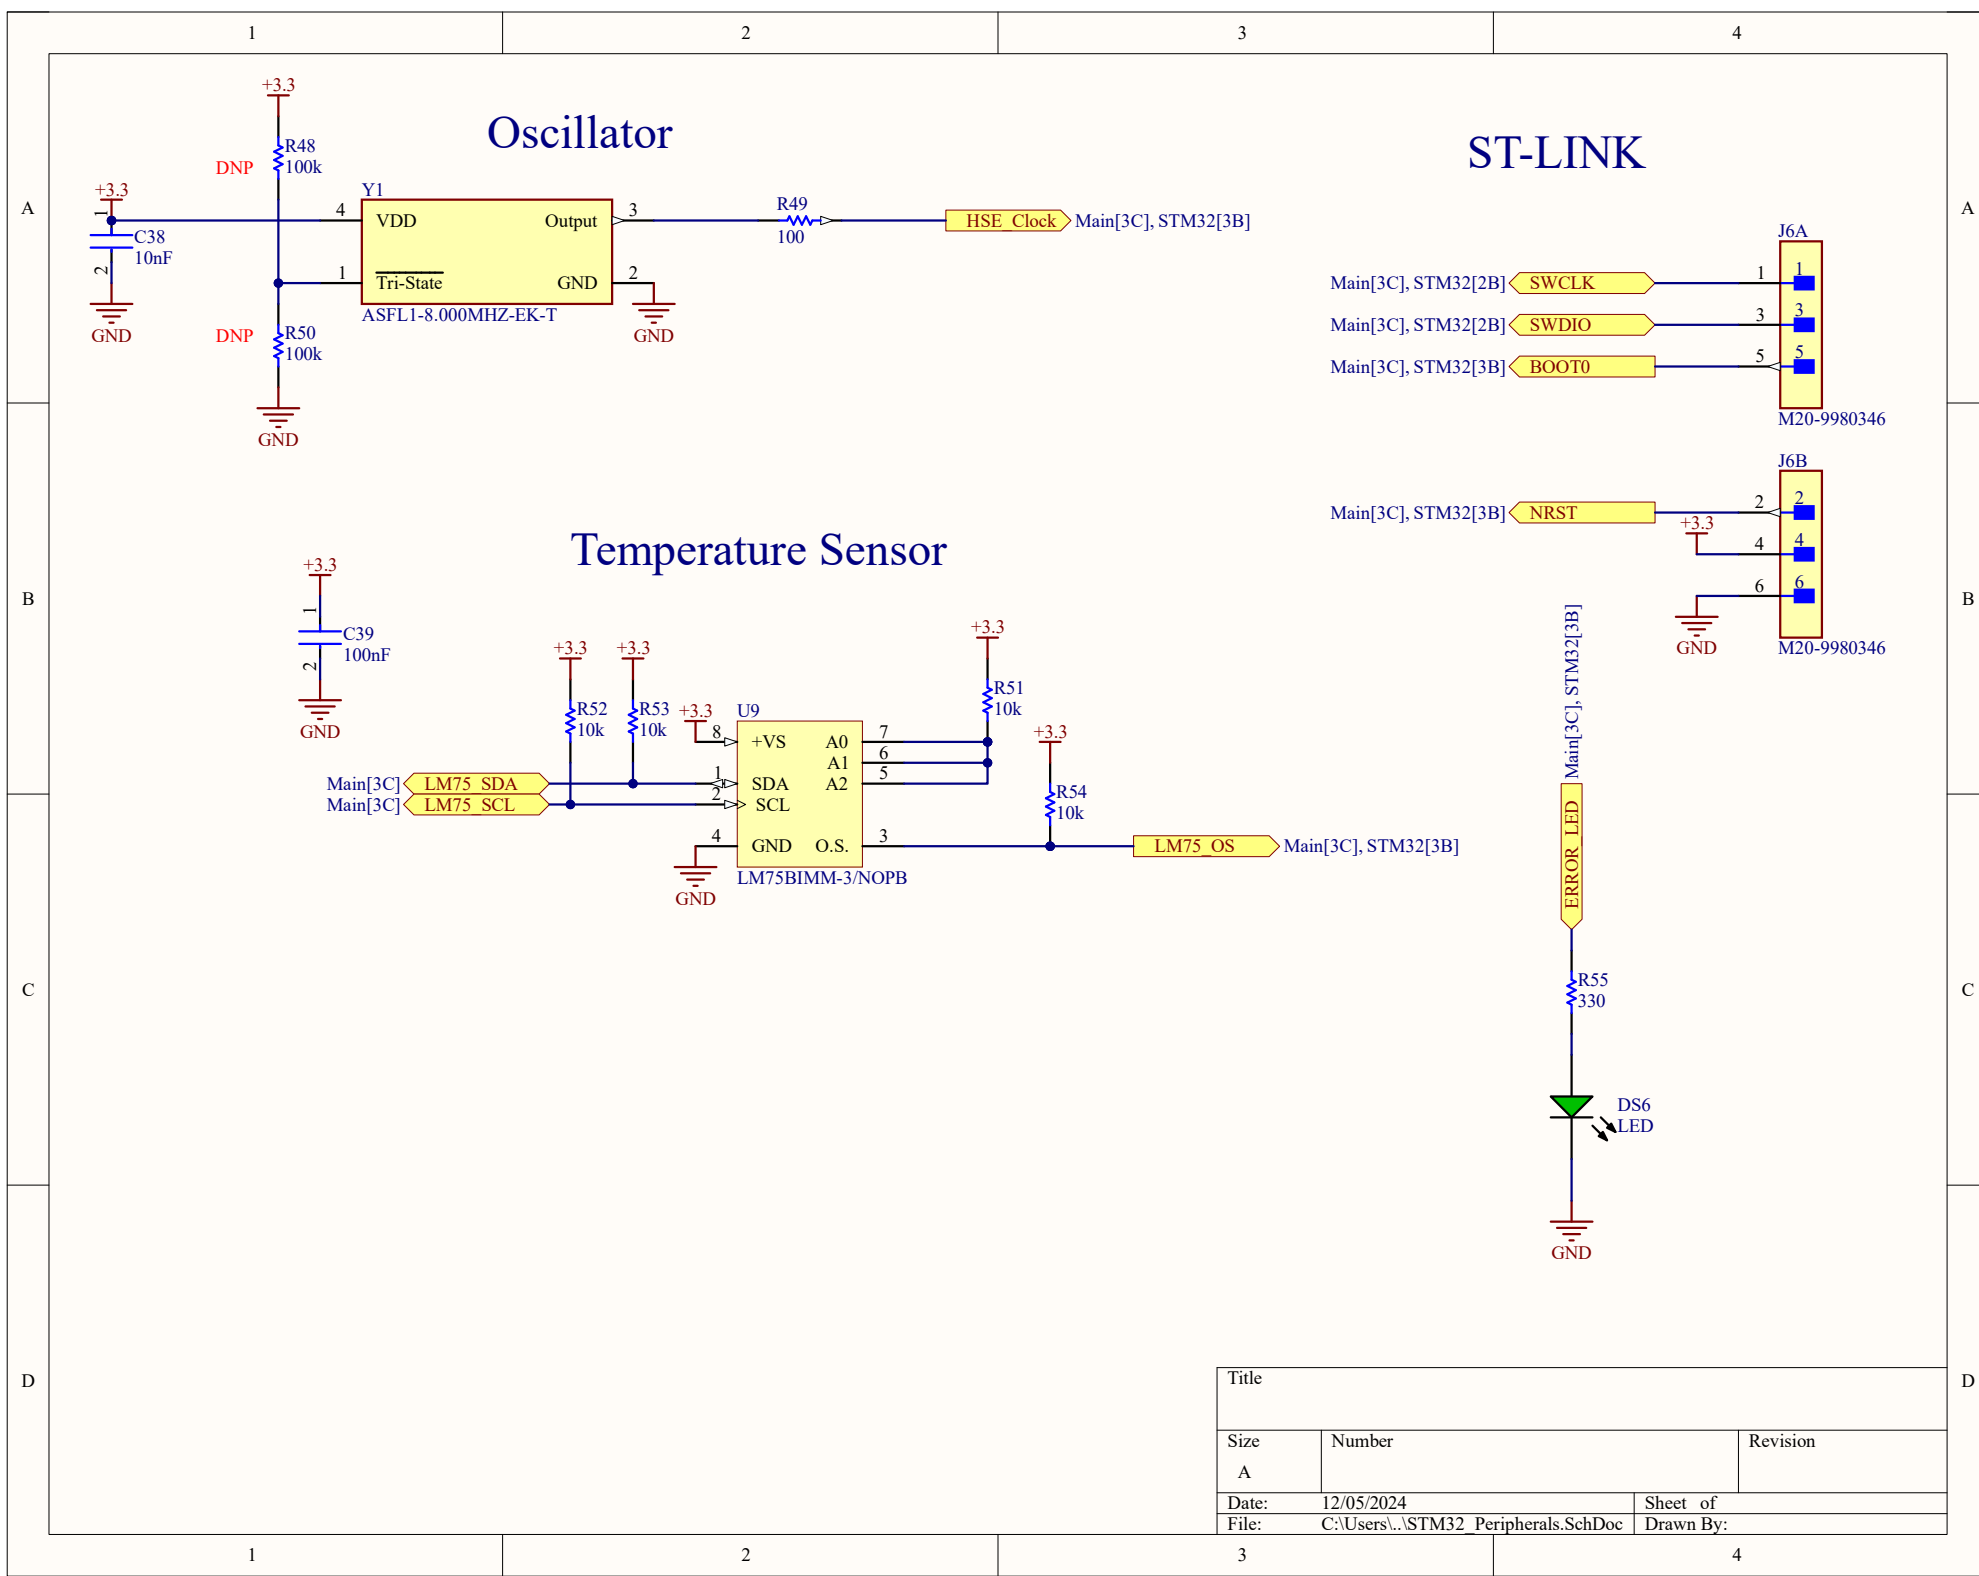 1 2 3 4
A A
B B
C C
D D
Oscillator
+3.3
R48
100k
DNP
+3.3
1
C38
10nF
2
GND
DNP
R50
100k
GND
Y1
4 VDD Output 3
1 Tri-State GND 2
ASFL1-8.000MHZ-EK-T
GND
R49
100
HSE_Clock Main[3C], STM32[3B]
ST-LINK
J6A
Main[3C], STM32[2B] SWCLK 1 1
Main[3C], STM32[2B] SWDIO 3 3
Main[3C], STM32[3B] BOOT0 5 5
M20-9980346
J6B
Main[3C], STM32[3B] NRST 2 2
+3.3
4 4
6 6
GND
M20-9980346
Temperature Sensor
+3.3
1
C39
100nF
2
GND
+3.3
R52
10k
+3.3
R53
10k
+3.3
U9
8 +VS A0 7
A1 6
1 SDA A2 5
2 SCL
4 GND O.S. 3
LM75BIMM-3/NOPB
GND
Main[3C] LM75_SDA
Main[3C] LM75_SCL
+3.3
R51
10k
+3.3
R54
10k
LM75_OS Main[3C], STM32[3B]
Main[3C], STM32[3B]
ERROR_LED
R55
330
DS6
LED
GND
Title
Size Number Revision
A
Date: 12/05/2024 Sheet of
File: C:\Users\..\STM32_Peripherals.SchDoc Drawn By:
1 2 3 4